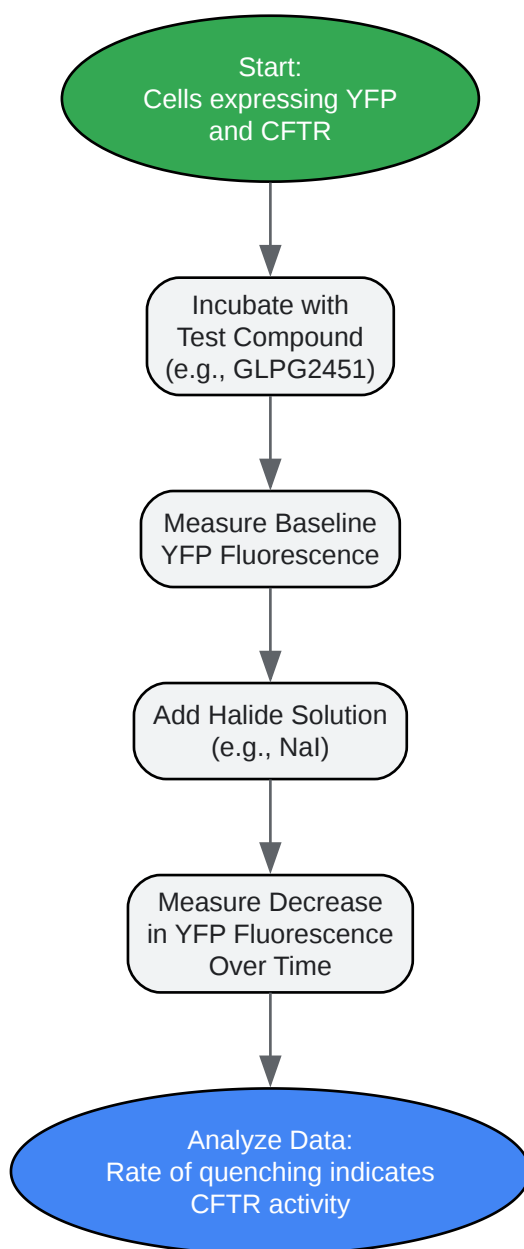 Start:
Cells expressing YFP
and CFTR
Incubate with
Test Compound
(e.g., GLPG2451)
Measure Baseline
YFP Fluorescence
Add Halide Solution
(e.g., NaI)
Measure Decrease
in YFP Fluorescence
Over Time
Analyze Data:
Rate of quenching indicates
CFTR activity